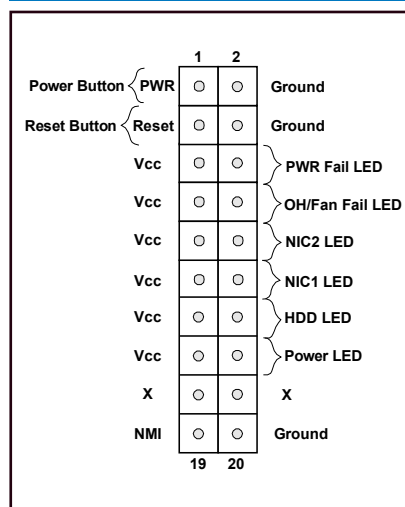 1 2
Power Button PWR Ground
Reset Button Reset Ground
Vcc PWR Fail LED
Vcc OH/Fan Fail LED
Vcc NIC2 LED
Vcc NIC1 LED
Vcc HDD LED
Vcc Power LED
X X
NMI Ground
19 20